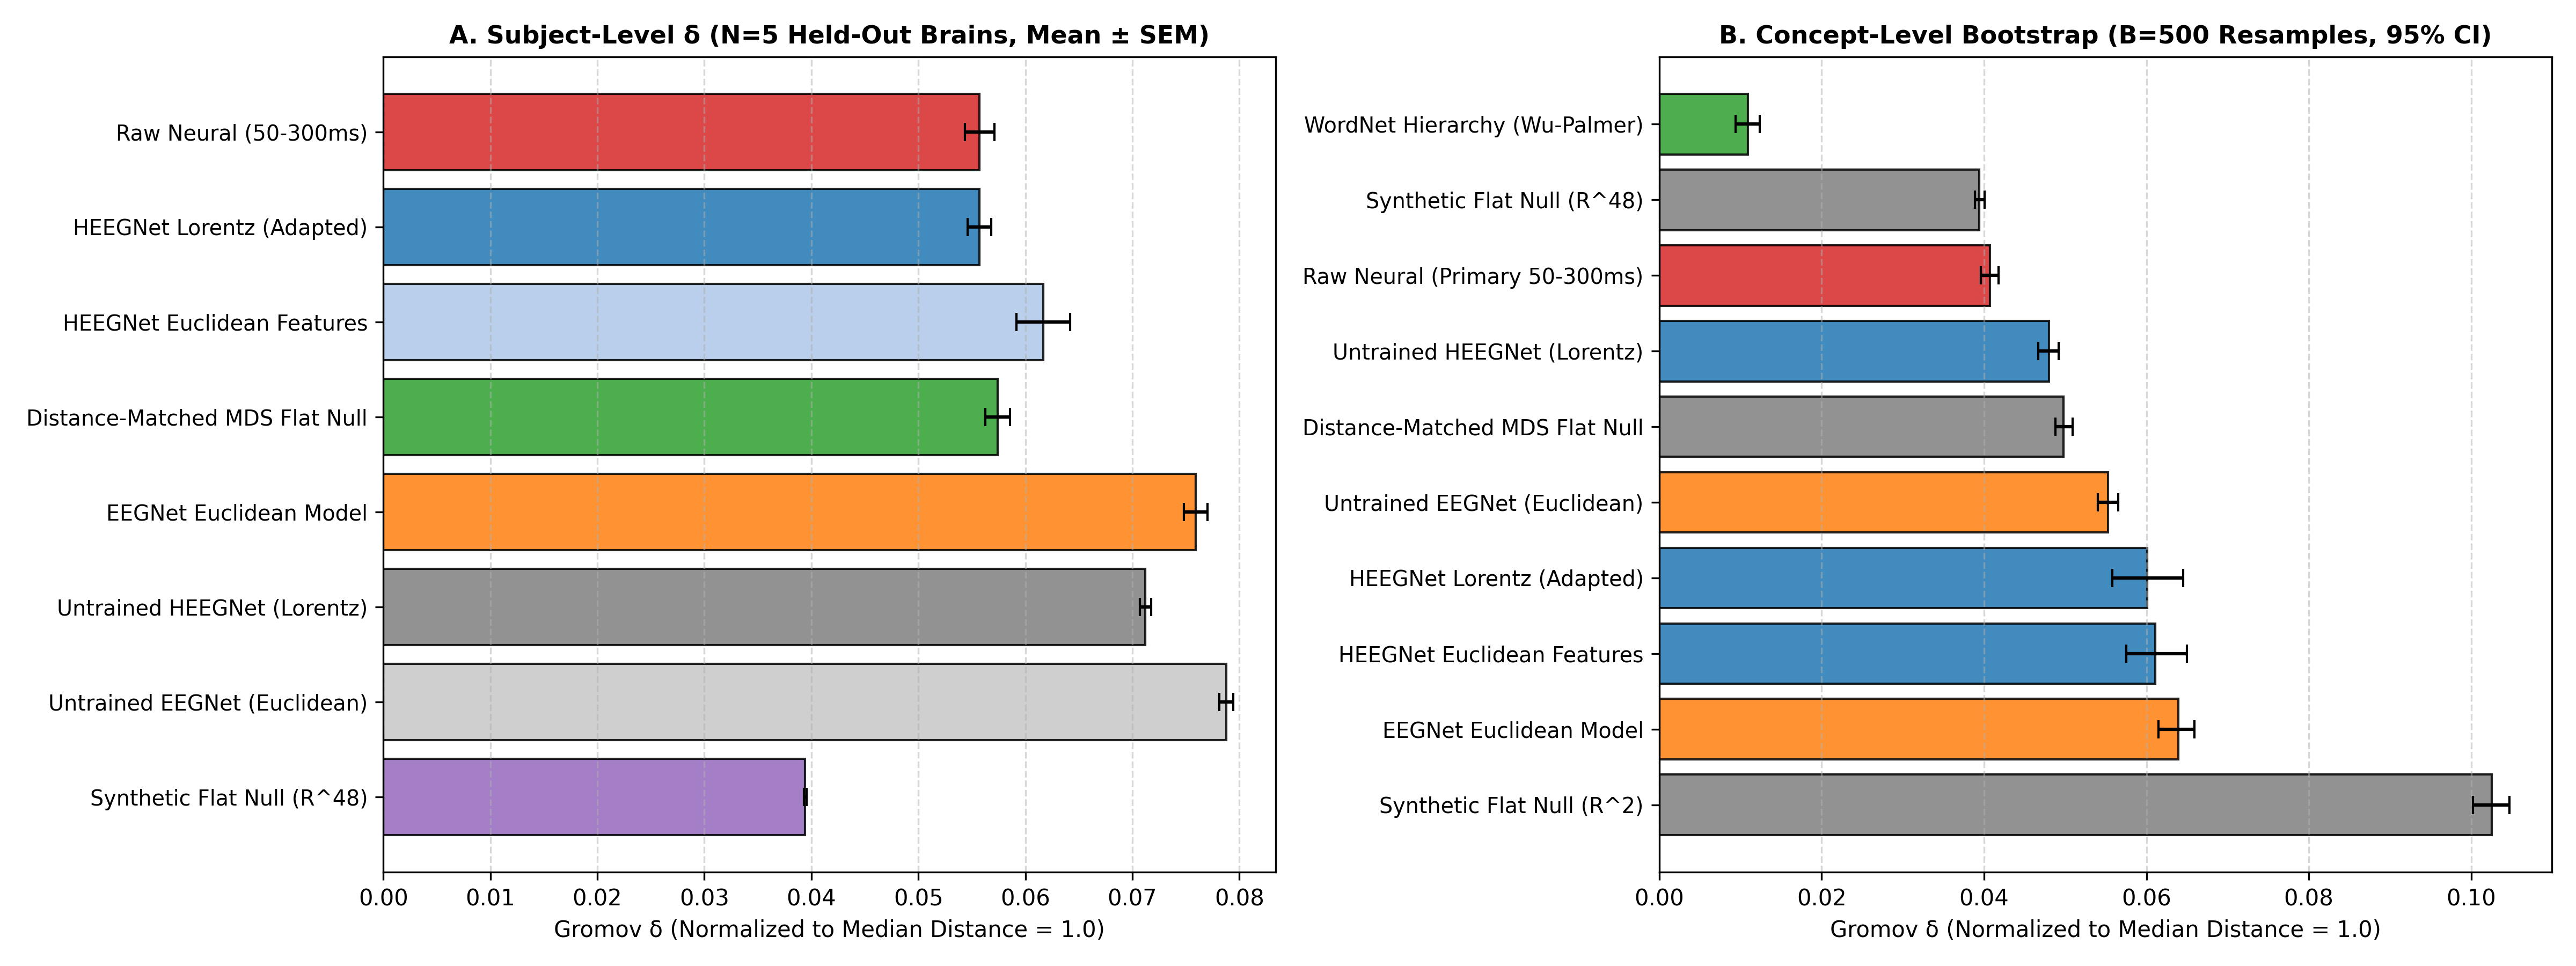 A. Subject-Level δ (N=5 Held-Out Brains, Mean ± SEM)
Raw Neural (50-300ms)
HEEGNet Lorentz (Adapted)
HEEGNet Euclidean Features
Distance-Matched MDS Flat Null
EEGNet Euclidean Model
Untrained HEEGNet (Lorentz)
Untrained EEGNet (Euclidean)
Synthetic Flat Null (R^48)
0.00 0.01 0.02 0.03 0.04 0.05 0.06 0.07 0.08
Gromov δ (Normalized to Median Distance = 1.0)
B. Concept-Level Bootstrap (B=500 Resamples, 95% CI)
WordNet Hierarchy (Wu-Palmer)
Synthetic Flat Null (R^48)
Raw Neural (Primary 50-300ms)
Untrained HEEGNet (Lorentz)
Distance-Matched MDS Flat Null
Untrained EEGNet (Euclidean)
HEEGNet Lorentz (Adapted)
HEEGNet Euclidean Features
EEGNet Euclidean Model
Synthetic Flat Null (R^2)
0.00 0.02 0.04 0.06 0.08 0.10
Gromov δ (Normalized to Median Distance = 1.0)